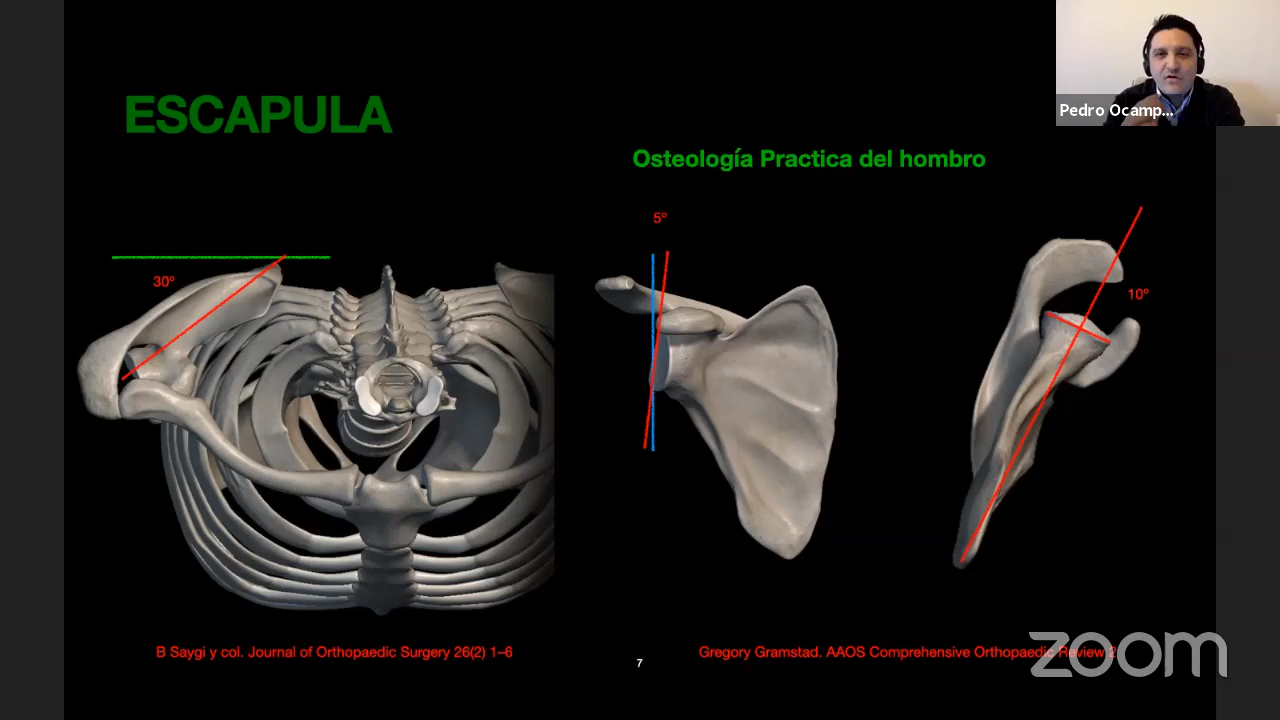 Pedro Ocamp...
ESCAPULA
Osteología Practica del hombro
30º
5º
10º
B Saygi y col. Journal of Orthopaedic Surgery 26(2) 1–6
7
Gregory Gramstad. AAOS Comprehensive Orthopaedic Review 2
zoom